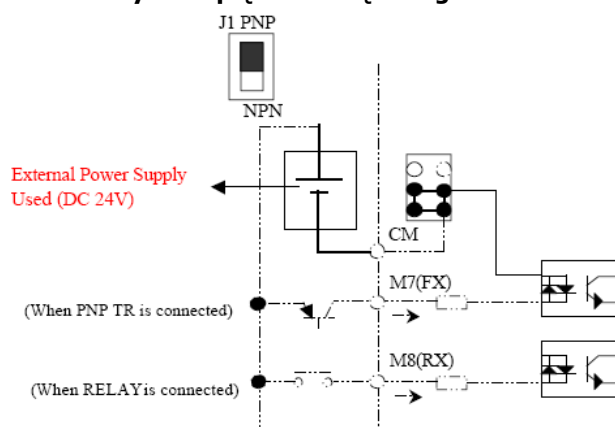 J1 PNP
NPN
External Power Supply
Used (DC 24V)
CM
M7(FX)
(When PNP TR is connected)
M8(RX)
(When RELAY is connected)